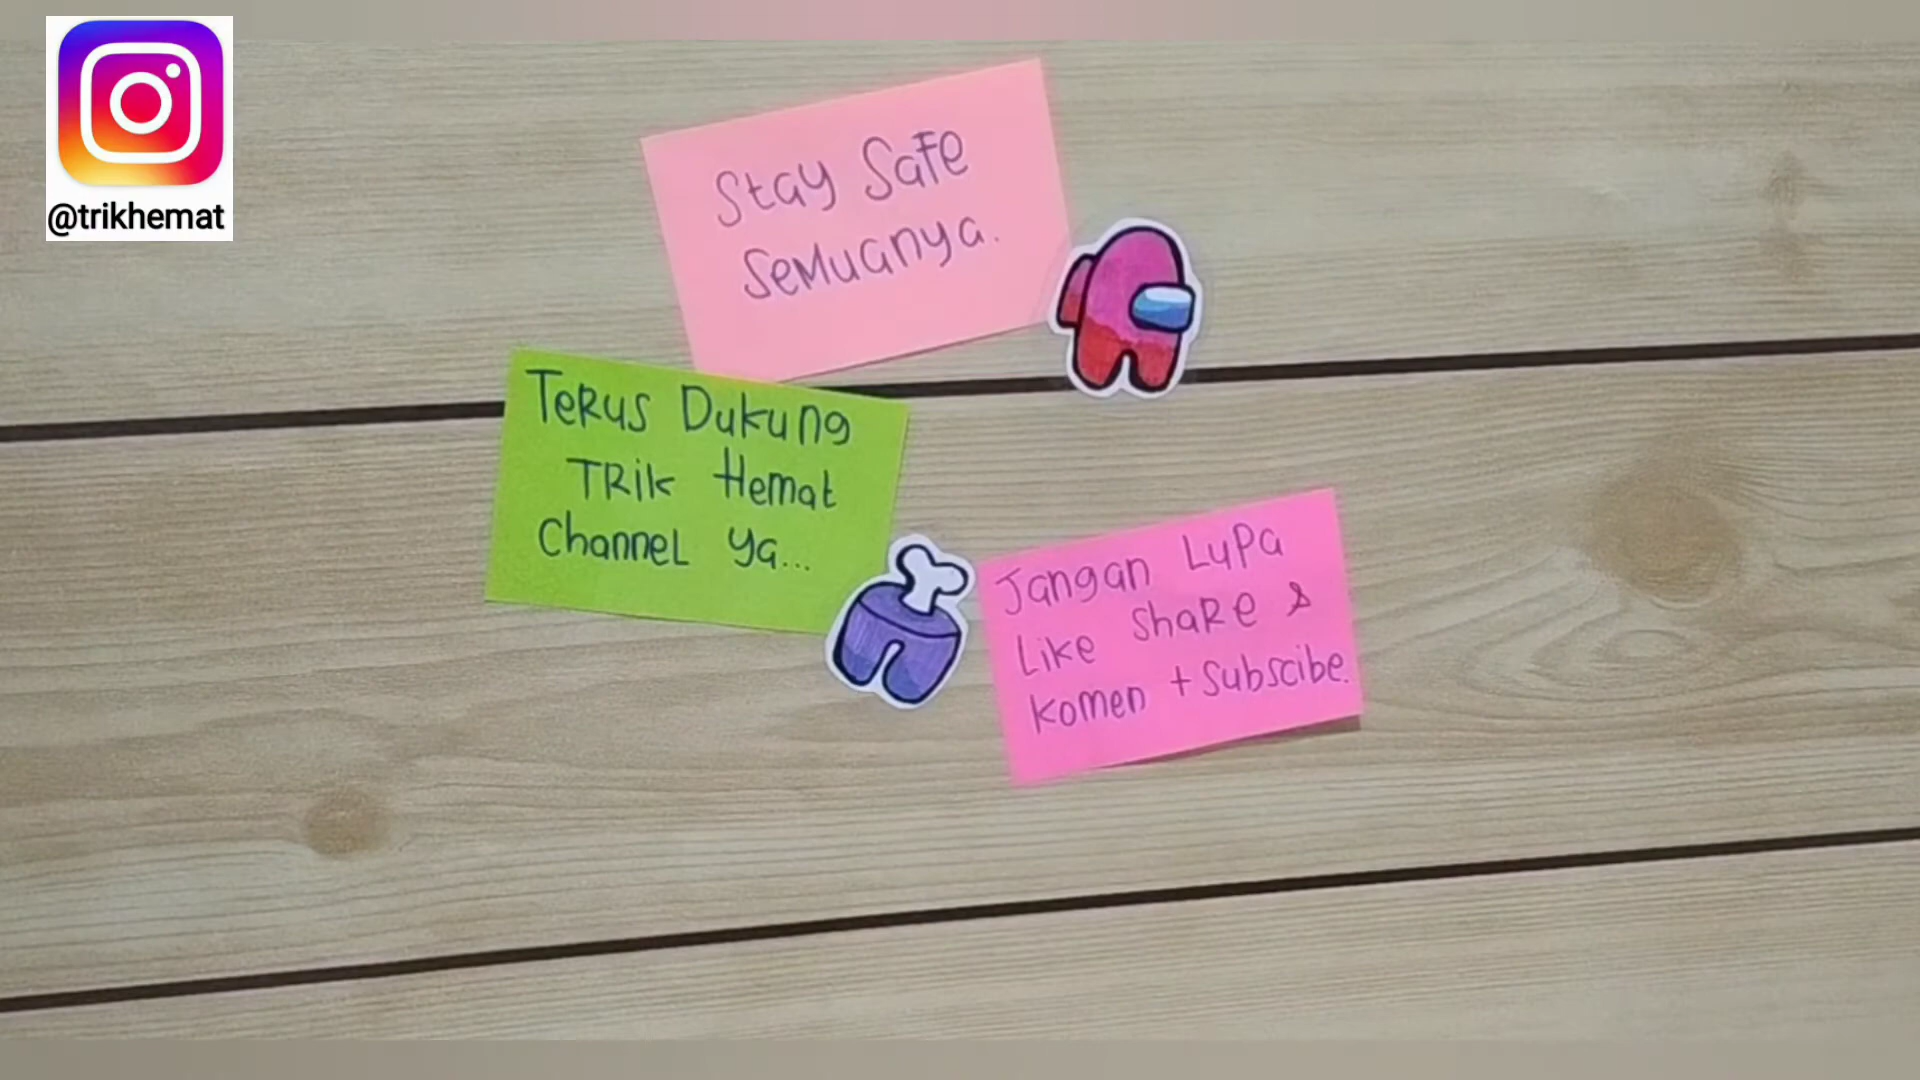 @trikhemat
Stay Safe
Semuanya.
Terus Dukung
Trik Hemat
Channel ya...
Jangan Lupa
Like Share &
Komen + Subscibe.